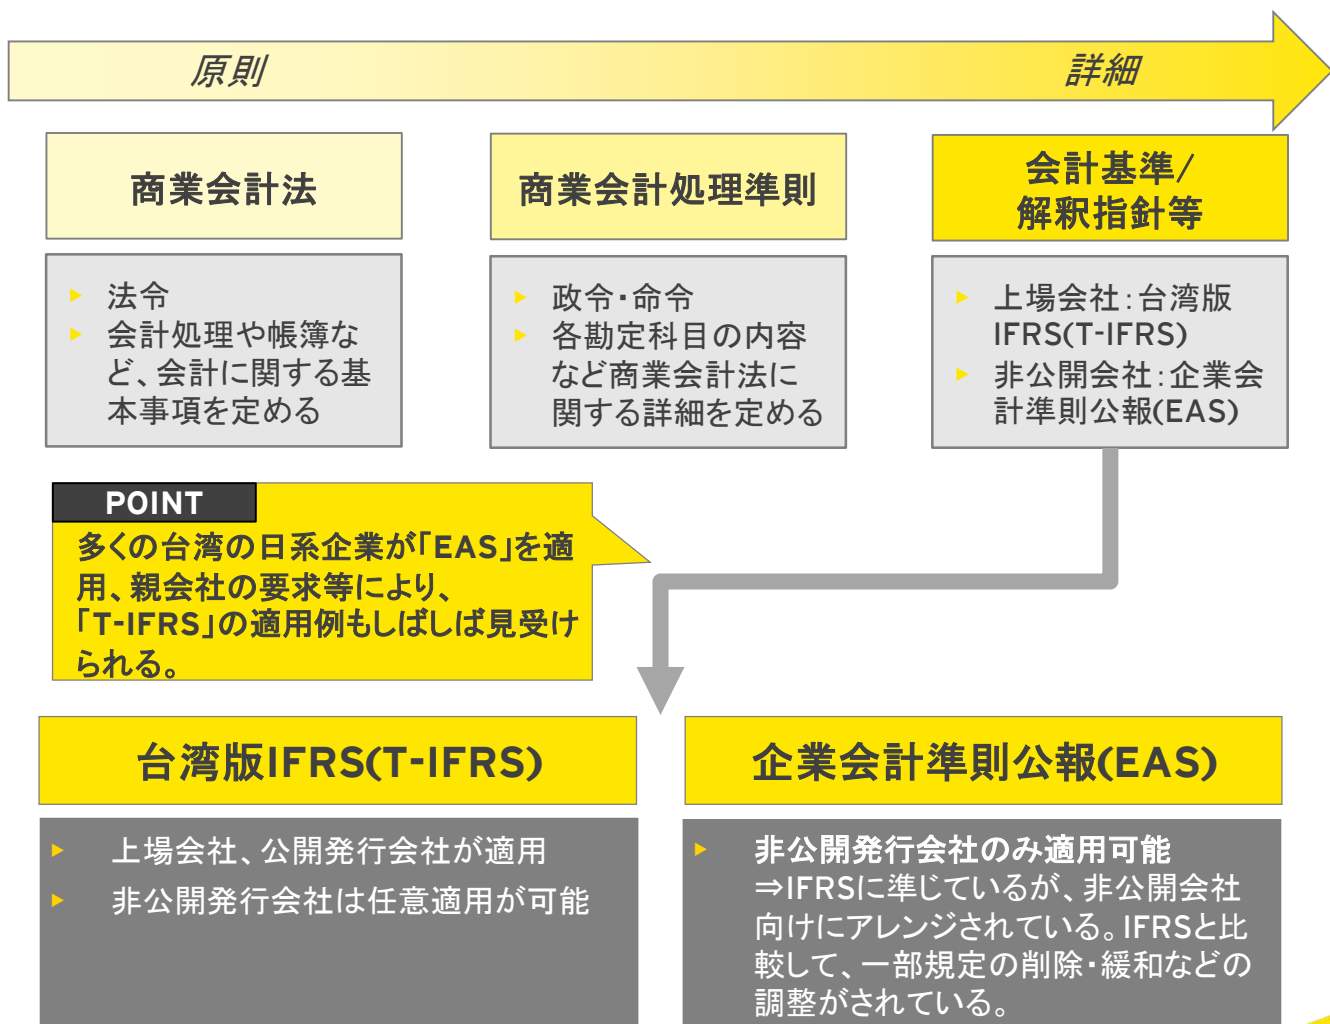 原則
詳細
商業会計法
法令
会計処理や帳簿な
ど、会計に関する基
本事項を定める
商業会計処理準則
政令・命令
各勘定科目の内容
など商業会計法に
関する詳細を定める
会計基準/
解釈指針等
上場会社：台湾版
IFRS(T-IFRS)
非公開会社：企業会
計準則公報(EAS)
POINT
多くの台湾の日系企業が「EAS」を適
用、親会社の要求等により、
「T-IFRS」の適用例もしばしば見受け
られる。
台湾版IFRS(T-IFRS)
上場会社、公開発行会社が適用
非公開発行会社は任意適用が可能
企業会計準則公報(EAS)
非公開発行会社のみ適用可能
⇒IFRSに準じているが、非公開会社
向けにアレンジされている。IFRSと比
較して、一部規定の削除・緩和などの
調整がされている。